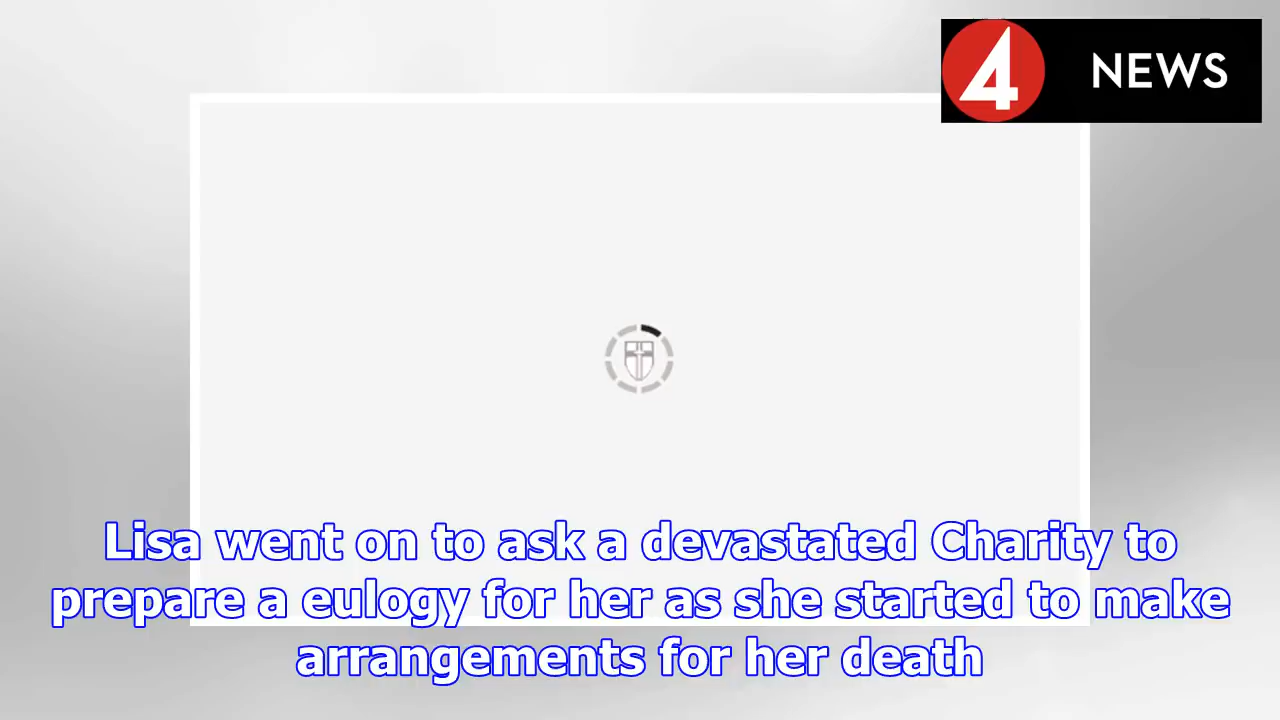 4 NEWS
Lisa went on to ask a devastated Charity to
prepare a eulogy for her as she started to make
arrangements for her death